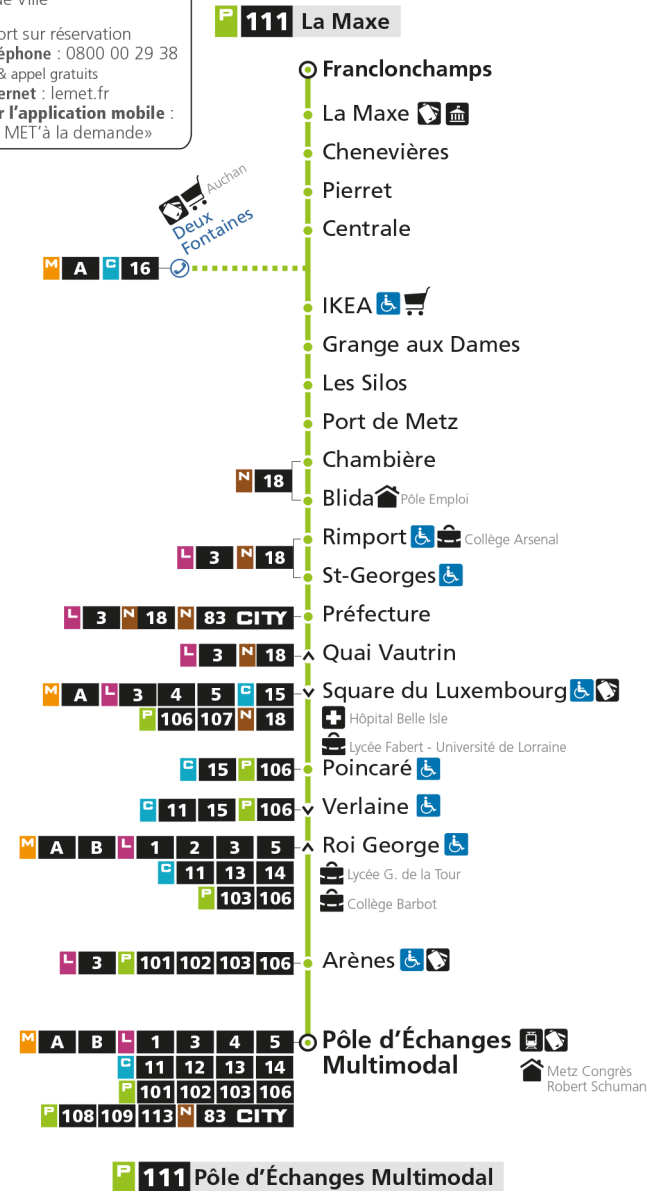 de Ville
ort sur réservation
éphone : 0800 00 29 38
& appel gratuits
ernet : lemet.fr
r l'application mobile :
MET'à la demande»
P 111 La Maxe
Franclonchamps
La Maxe
Chenevières
Pierret
Centrale
Auchan
Deux
Fontaines
M A C 16
IKEA
Grange aux Dames
Les Silos
Port de Metz
Chambière
N 18
Blida Pôle Emploi
Rimport Collège Arsenal
L 3 N 18
St-Georges
L 3 N 18 N 83 CITY Préfecture
L 3 N 18 Quai Vautrin
M A L 3 4 5 C 15 Square du Luxembourg
P 106 107 N 18 Hôpital Belle Isle
Lycée Fabert - Université de Lorraine
C 15 P 106 Poincaré
C 11 15 P 106 Verlaine
M A B L 1 2 3 5 Roi George
C 11 13 14 Lycée G. de la Tour
P 103 106 Collège Barbot
L 3 P 101 102 103 106 Arènes
M A B L 1 3 4 5 Pôle d'Échanges
C 11 12 13 14 Multimodal
Metz Congrès
P 101 102 103 106 Robert Schuman
P 108 109 113 N 83 CITY
P 111 Pôle d'Échanges Multimodal